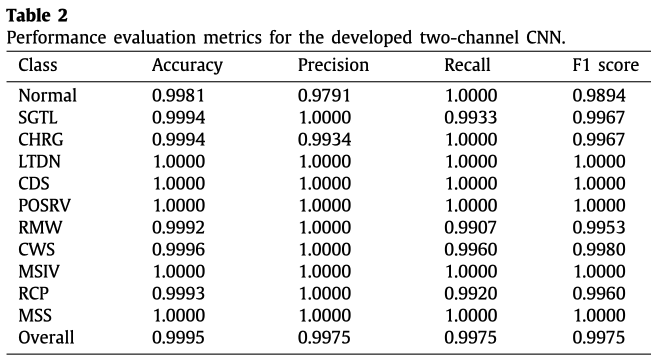 Table 2
Performance evaluation metrics for the developed two-channel CNN.
Class Accuracy Precision Recall F1 score
Normal 0.9981 0.9791 1.0000 0.9894
SGTL 0.9994 1.0000 0.9933 0.9967
CHRG 0.9994 0.9934 1.0000 0.9967
LTDN 1.0000 1.0000 1.0000 1.0000
CDS 1.0000 1.0000 1.0000 1.0000
POSRV 1.0000 1.0000 1.0000 1.0000
RMW 0.9992 1.0000 0.9907 0.9953
CWS 0.9996 1.0000 0.9960 0.9980
MSIV 1.0000 1.0000 1.0000 1.0000
RCP 0.9993 1.0000 0.9920 0.9960
MSS 1.0000 1.0000 1.0000 1.0000
Overall 0.9995 0.9975 0.9975 0.9975